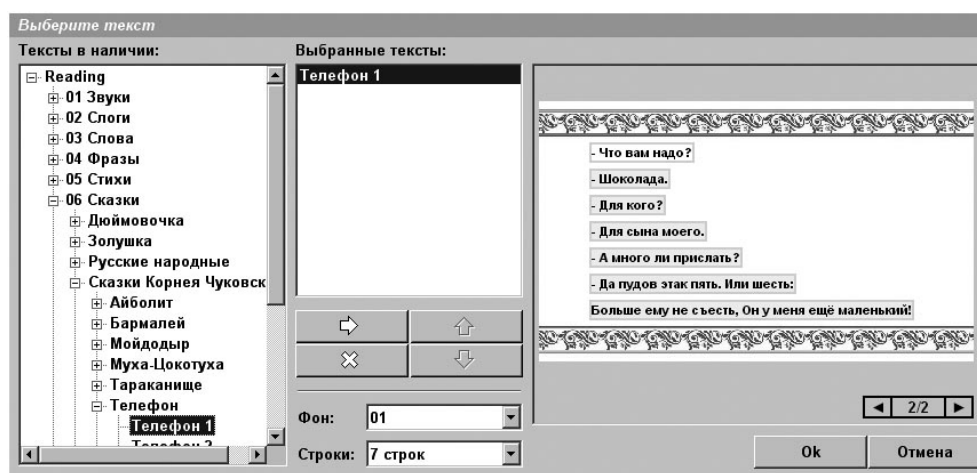 Выберите текст
Тексты в наличии:
Reading
01 Звуки
02 Слоги
03 Слова
04 Фразы
05 Стихи
06 Сказки
Дюймовочка
Золушка
Русские народные
Сказки Корнея Чуковск
Айболит
Бармалей
Мойдодыр
Муха-Цокотуха
Тараканище
Телефон
Телефон 1
Телефон 2
Выбранные тексты:
Телефон 1
Фон: 01
Строки: 7 строк
- Что вам надо?
- Шоколада.
- Для кого?
- Для сына моего.
- А много ли прислать?
- Да пудов этак пять. Или шесть:
Больше ему не съесть, Он у меня ещё маленький!
2/2
Ok
Отмена